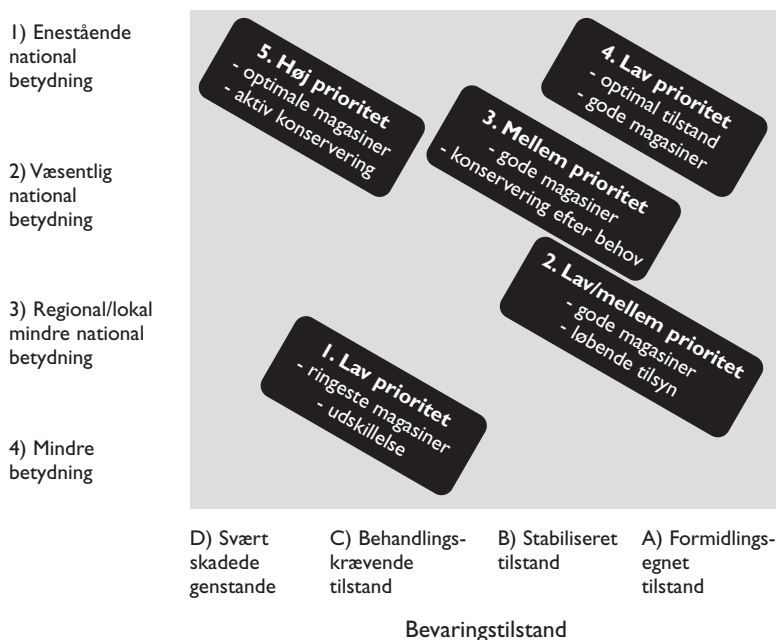 1) Enestående
national
betydning
2) Væsentlig
national
betydning
3) Regional/lokal
mindre national
betydning
4) Mindre
betydning
5. Høj prioritet
- optimale magasiner
- aktiv konservering
4. Lav prioritet
- optimal tilstand
- gode magasiner
3. Mellem prioritet
- gode magasiner
- konservering efter behov
2. Lav/mellem prioritet
- gode magasiner
- løbende tilsyn
1. Lav prioritet
- ringeste magasiner
- udskillelse
D) Svært
skadede
genstande
C) Behandlings-
krævende
tilstand
B) Stabiliseret
tilstand
A) Formidlings-
egnet
tilstand
Bevaringstilstand